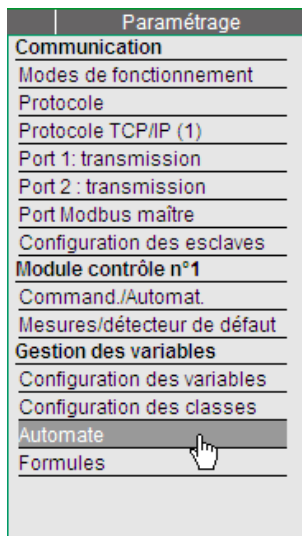 Paramétrage
Communication
Modes de fonctionnement
Protocole
Protocole TCP/IP (1)
Port 1: transmission
Port 2 : transmission
Port Modbus maître
Configuration des esclaves
Module contrôle n°1
Command./Automat.
Mesures/détecteur de défaut
Gestion des variables
Configuration des variables
Configuration des classes
Automate
Formules